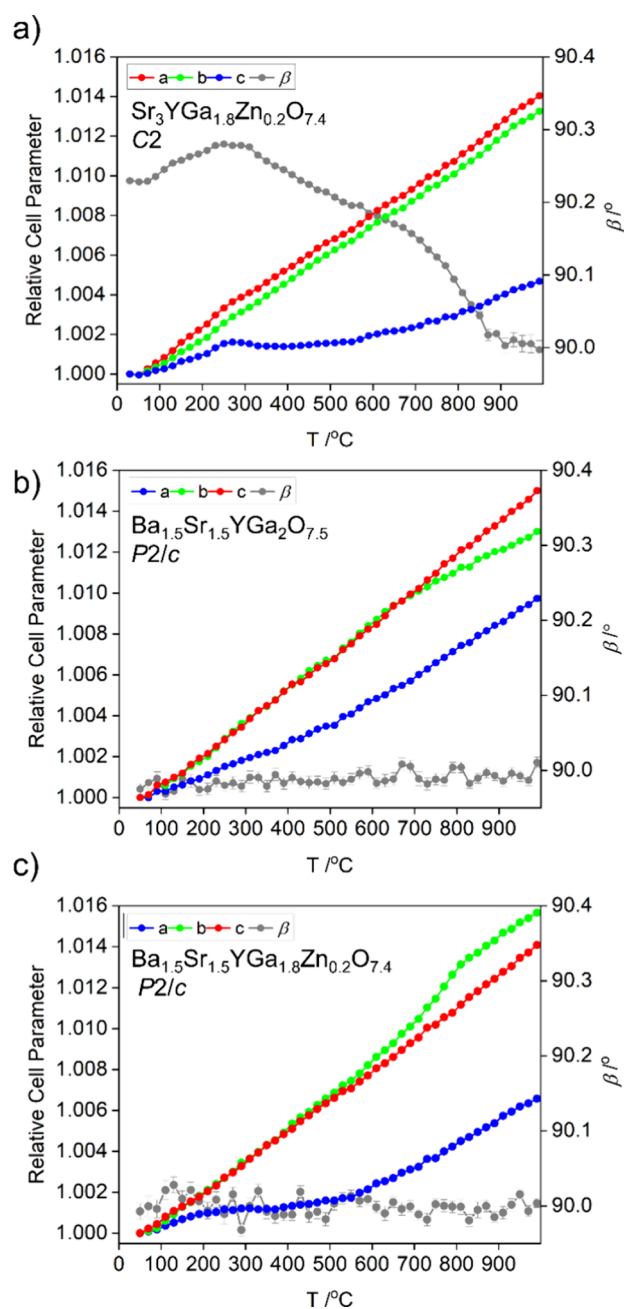 a)
1.016
1.014
1.012
1.010
1.008
1.006
1.004
1.002
1.000
Relative Cell Parameter
a b c β
Sr₃YGa₁.₈Zn₀.₂O₇.₄
C2
90.4
90.3
90.2
90.1
90.0
β /°
0 100 200 300 400 500 600 700 800 900
T /°C
b)
1.016
1.014
1.012
1.010
1.008
1.006
1.004
1.002
1.000
Relative Cell Parameter
a b c β
Ba₁.₅Sr₁.₅YGa₂O₇.₅
P2/c
90.4
90.3
90.2
90.1
90.0
β /°
0 100 200 300 400 500 600 700 800 900
T /°C
c)
1.016
1.014
1.012
1.010
1.008
1.006
1.004
1.002
1.000
Relative Cell Parameter
a b c β
Ba₁.₅Sr₁.₅YGa₁.₈Zn₀.₂O₇.₄
P2/c
90.4
90.3
90.2
90.1
90.0
β /°
0 100 200 300 400 500 600 700 800 900
T /°C